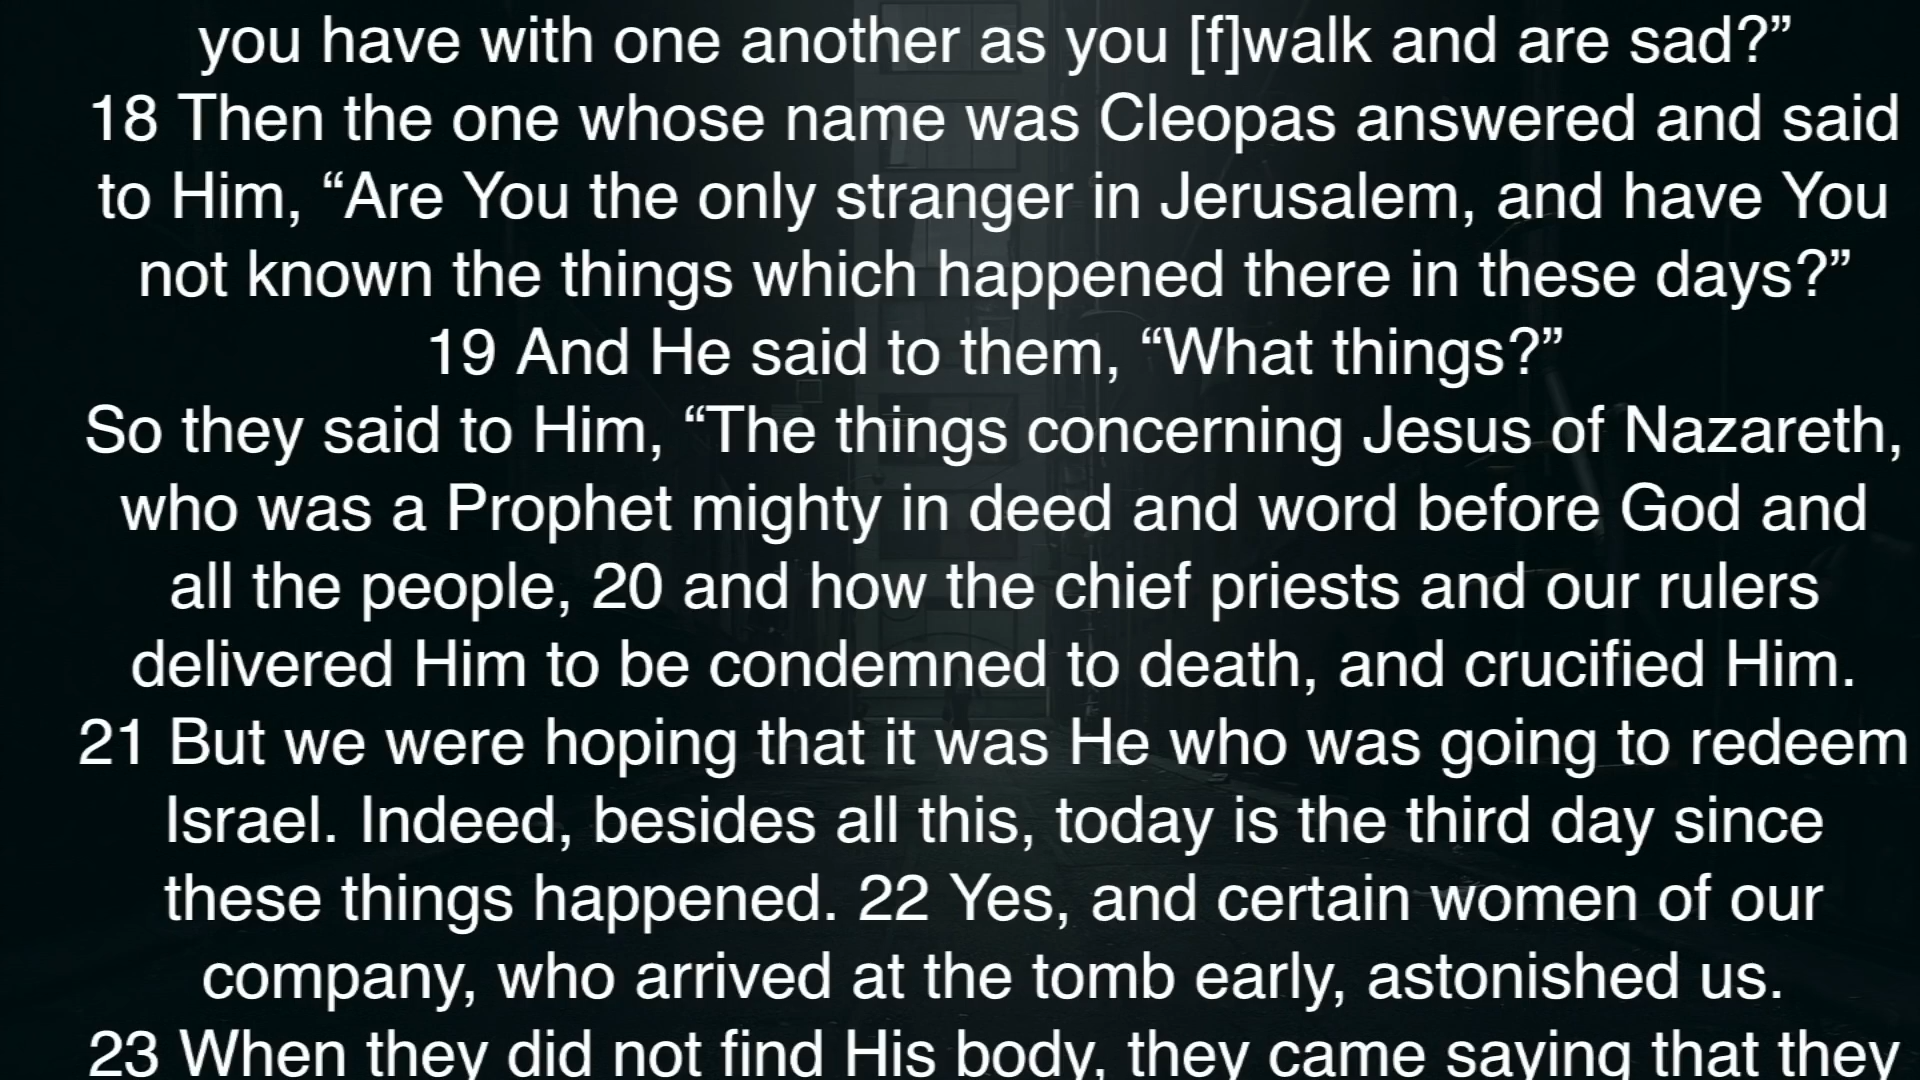 you have with one another as you [f]walk and are sad?”
18 Then the one whose name was Cleopas answered and said
to Him, “Are You the only stranger in Jerusalem, and have You
not known the things which happened there in these days?”
19 And He said to them, “What things?”
So they said to Him, “The things concerning Jesus of Nazareth,
who was a Prophet mighty in deed and word before God and
all the people, 20 and how the chief priests and our rulers
delivered Him to be condemned to death, and crucified Him.
21 But we were hoping that it was He who was going to redeem
Israel. Indeed, besides all this, today is the third day since
these things happened. 22 Yes, and certain women of our
company, who arrived at the tomb early, astonished us.
23 When they did not find His body, they came saying that they